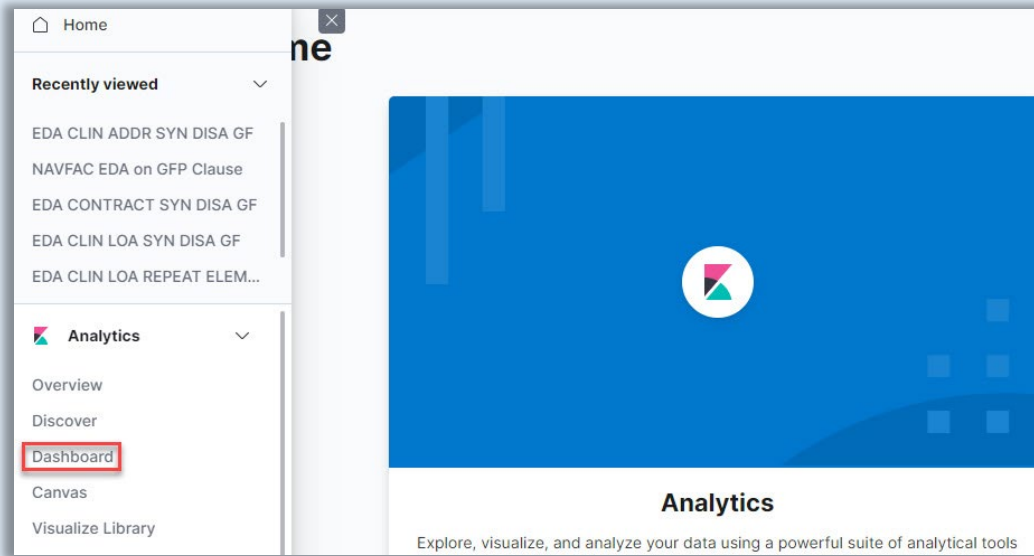 Home
Recently viewed
EDA CLIN ADDR SYN DISA GF
NAVFAC EDA on GFP Clause
EDA CONTRACT SYN DISA GF
EDA CLIN LOA SYN DISA GF
EDA CLIN LOA REPEAT ELEM...
Analytics
Overview
Discover
Dashboard
Canvas
Visualize Library
me
Analytics
Explore, visualize, and analyze your data using a powerful suite of analytical tools